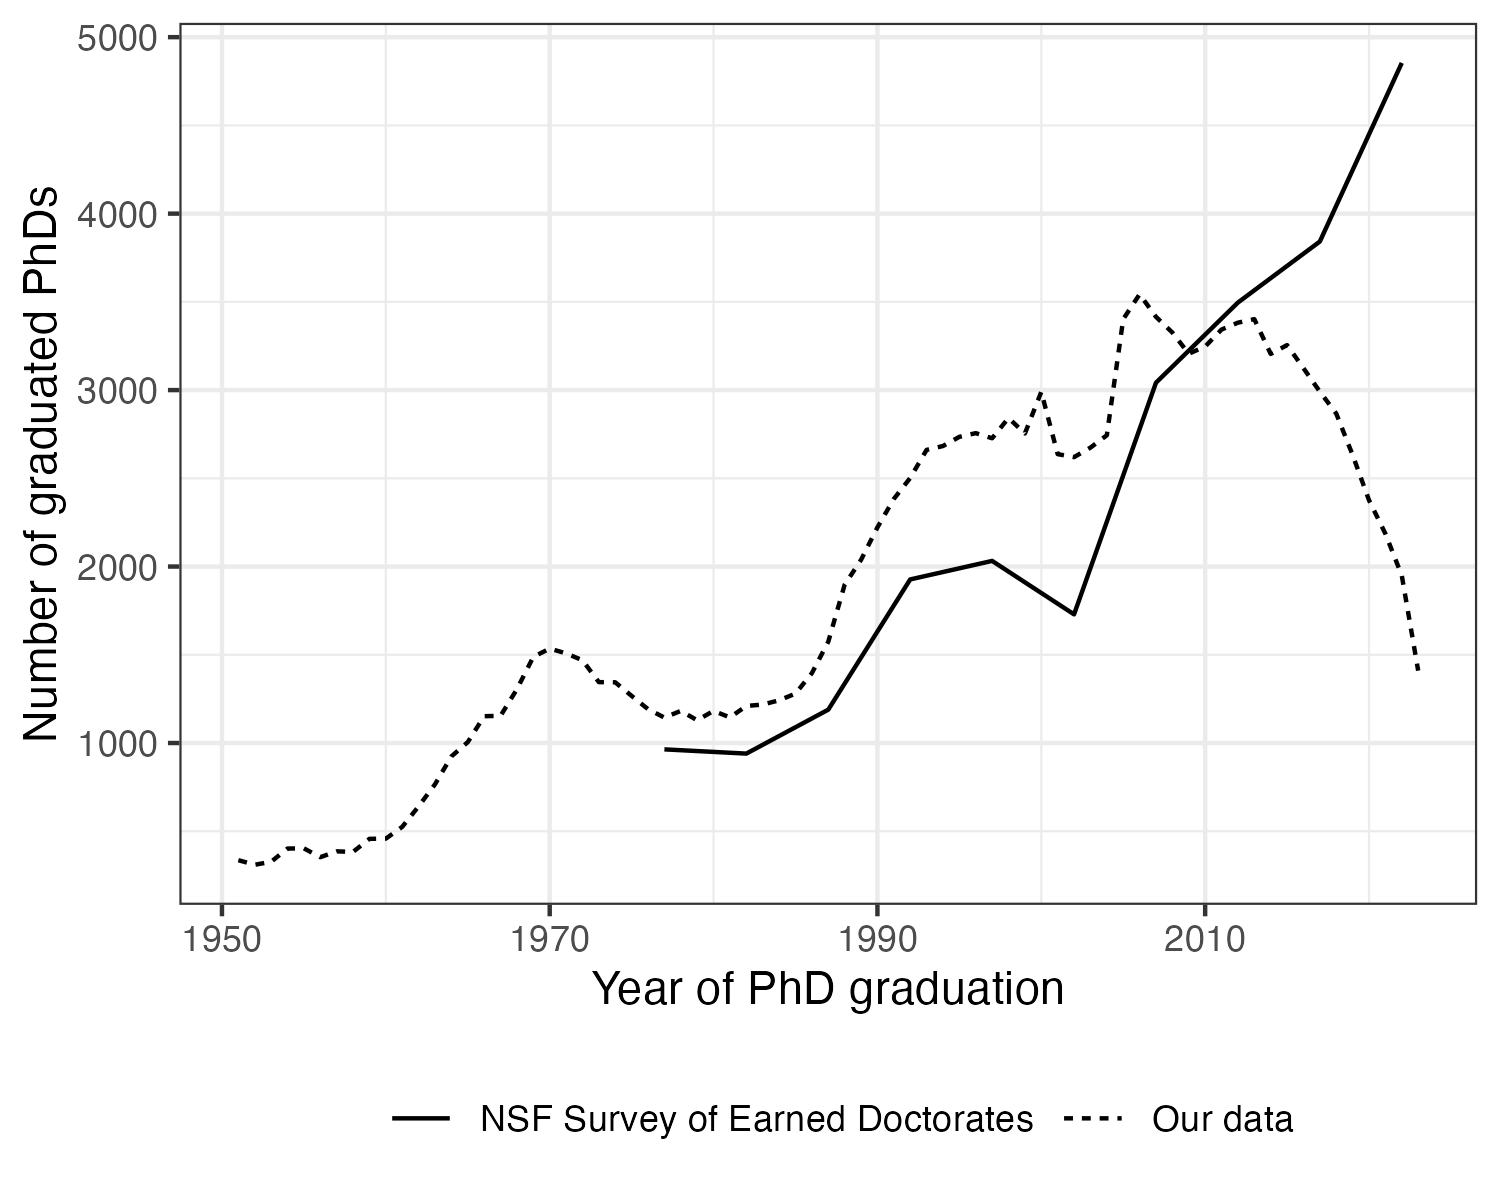 5000
4000
3000
2000
1000
Number of graduated PhDs
1950 1970 1990 2010
Year of PhD graduation
NSF Survey of Earned Doctorates Our data